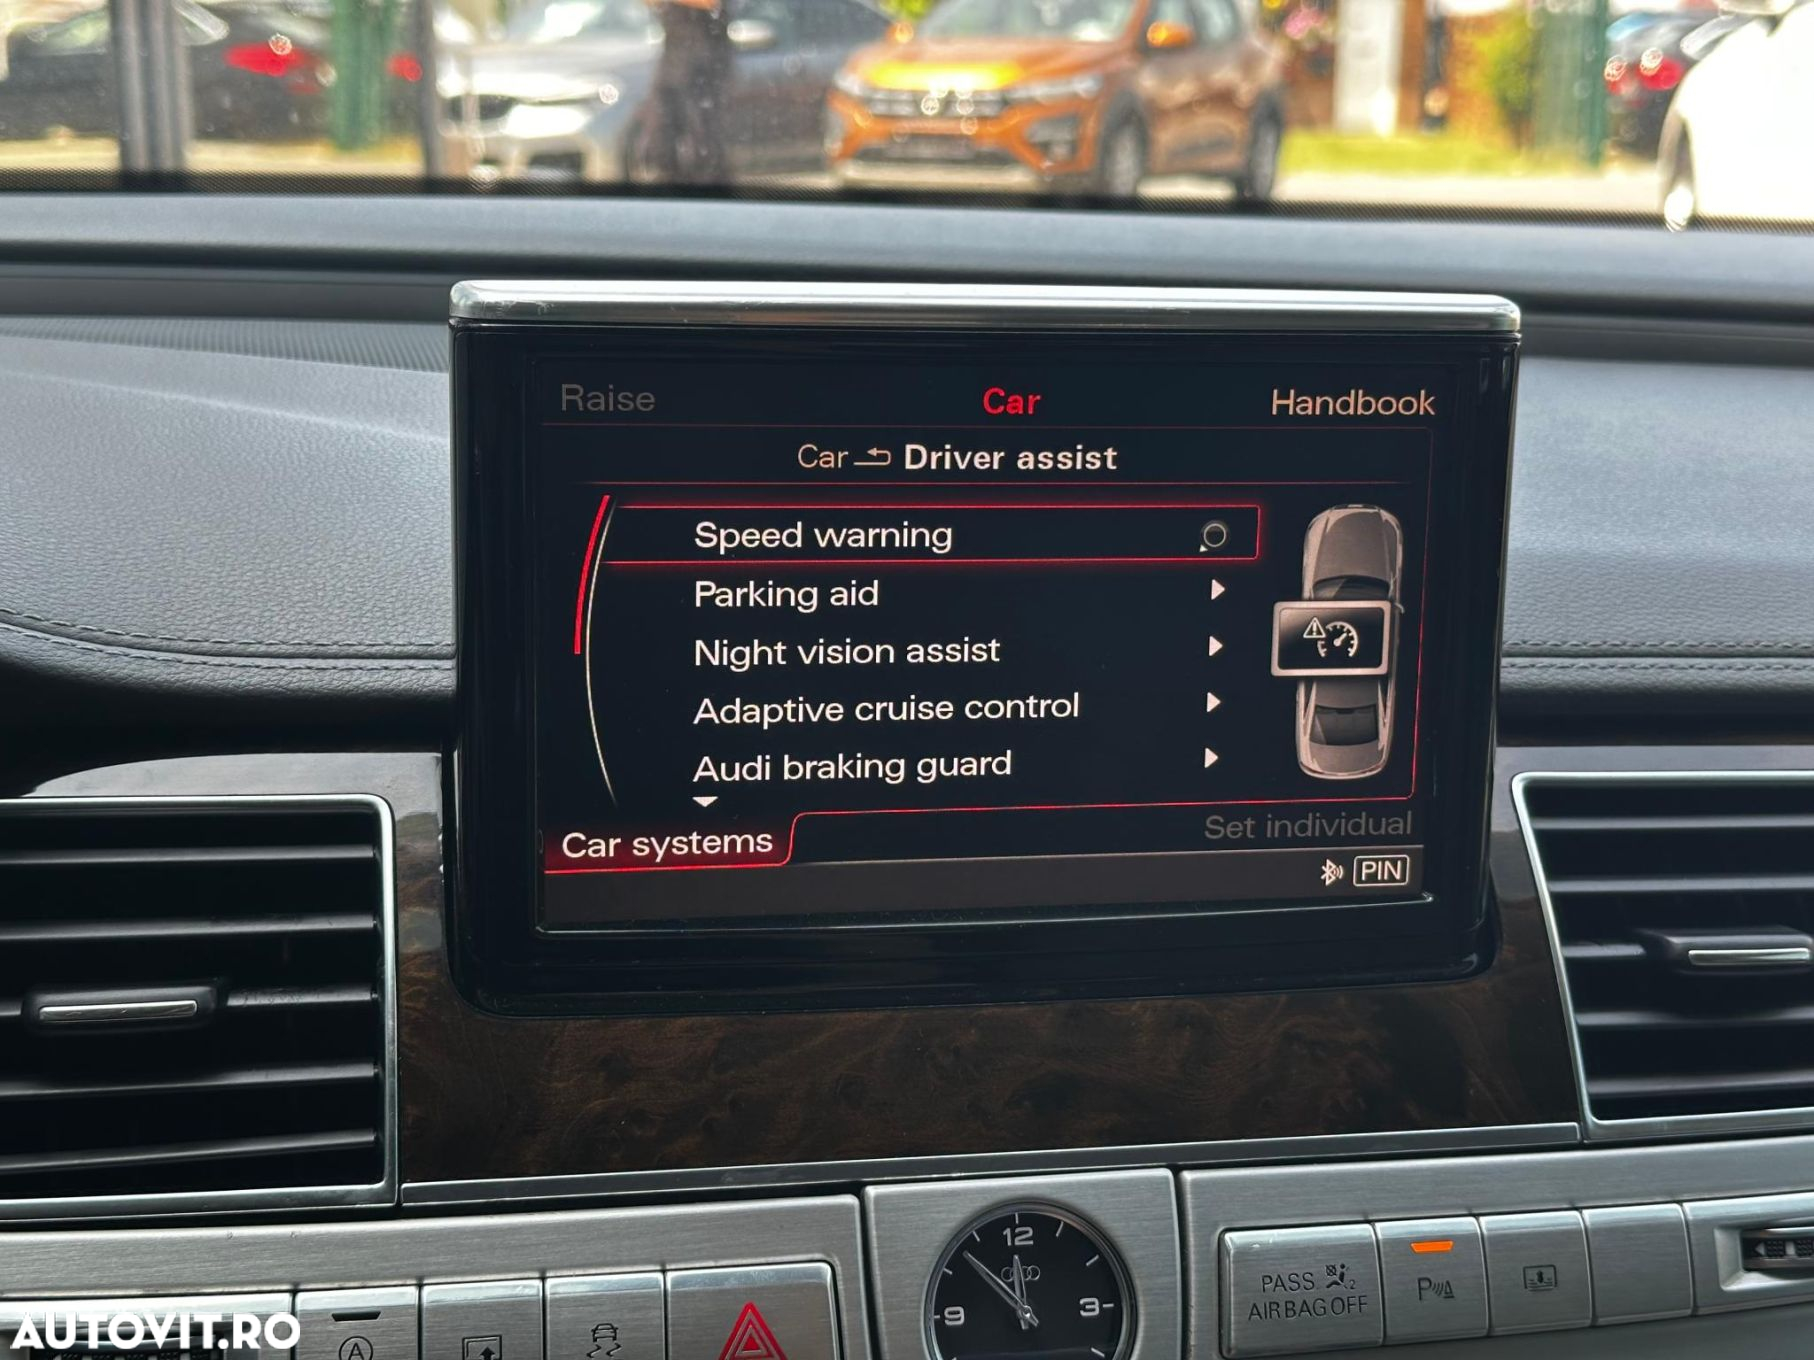 Raise Car Handbook
Car Driver assist
Speed warning
Parking aid
Night vision assist
Adaptive cruise control
Audi braking guard
Set individual
Car systems
PIN
12
9 3
PASS 2
AIRBAG OFF
P
A
AUTOVIT.RO